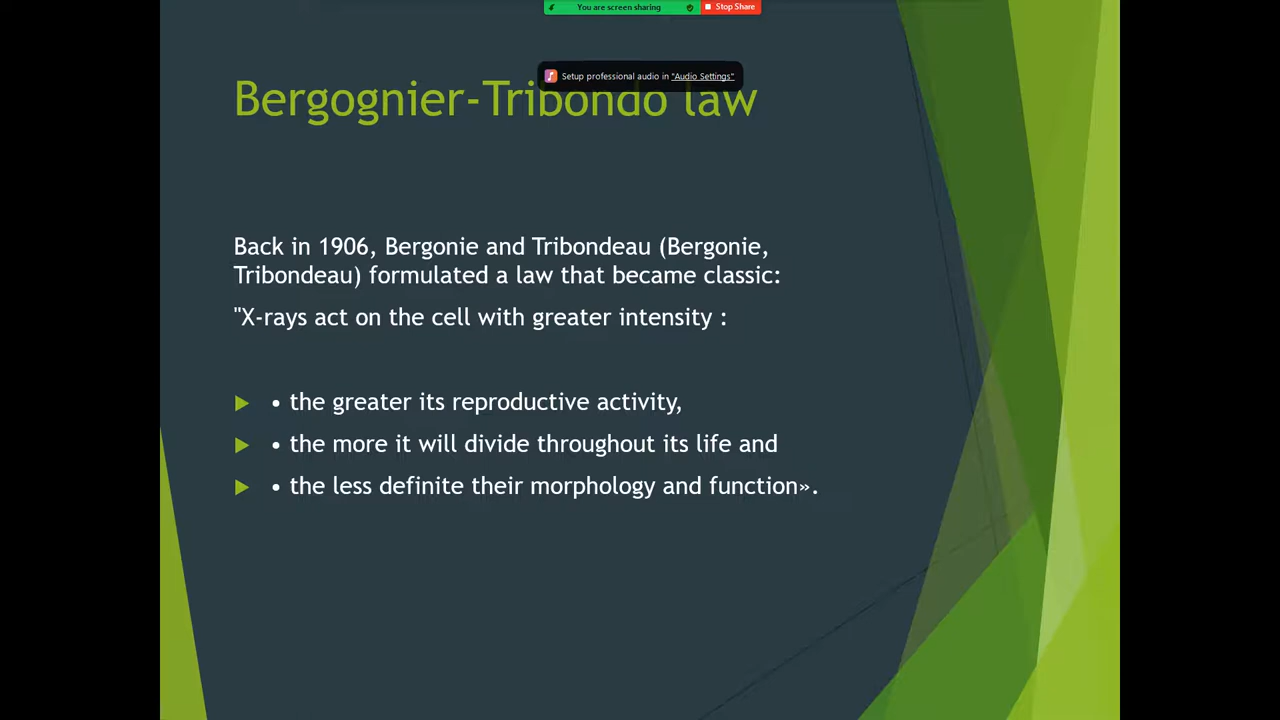 You are screen sharing
Stop Share
Setup professional audio in "Audio Settings"
Bergognier-Tribondo law
Back in 1906, Bergonie and Tribondeau (Bergonie,
Tribondeau) formulated a law that became classic:
"X-rays act on the cell with greater intensity :
• the greater its reproductive activity,
• the more it will divide throughout its life and
• the less definite their morphology and function».